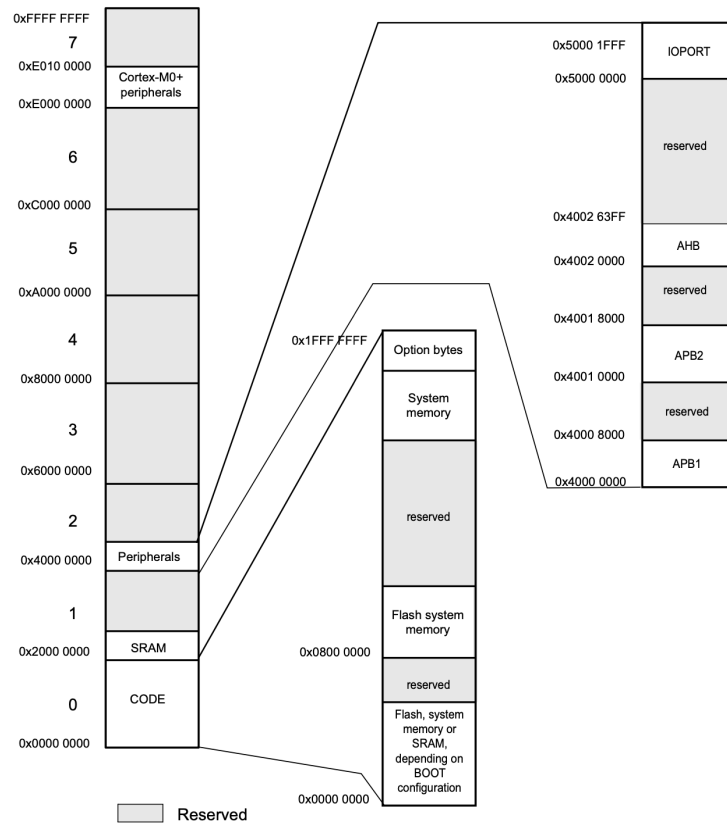 0xFFFF FFFF
7
0xE010 0000
Cortex-M0+
peripherals
0xE000 0000
6
0xC000 0000
5
0xA000 0000
4
0x8000 0000
3
0x6000 0000
2
0x4000 0000
Peripherals
1
0x2000 0000
SRAM
CODE
0
0x0000 0000
Reserved
0x1FFF FFFF
Option bytes
System
memory
reserved
Flash system
memory
0x0800 0000
reserved
Flash, system
memory or
SRAM,
depending on
BOOT
configuration
0x0000 0000
0x5000 1FFF
IOPORT
0x5000 0000
reserved
0x4002 63FF
AHB
0x4002 0000
reserved
0x4001 8000
APB2
0x4001 0000
reserved
0x4000 8000
APB1
0x4000 0000